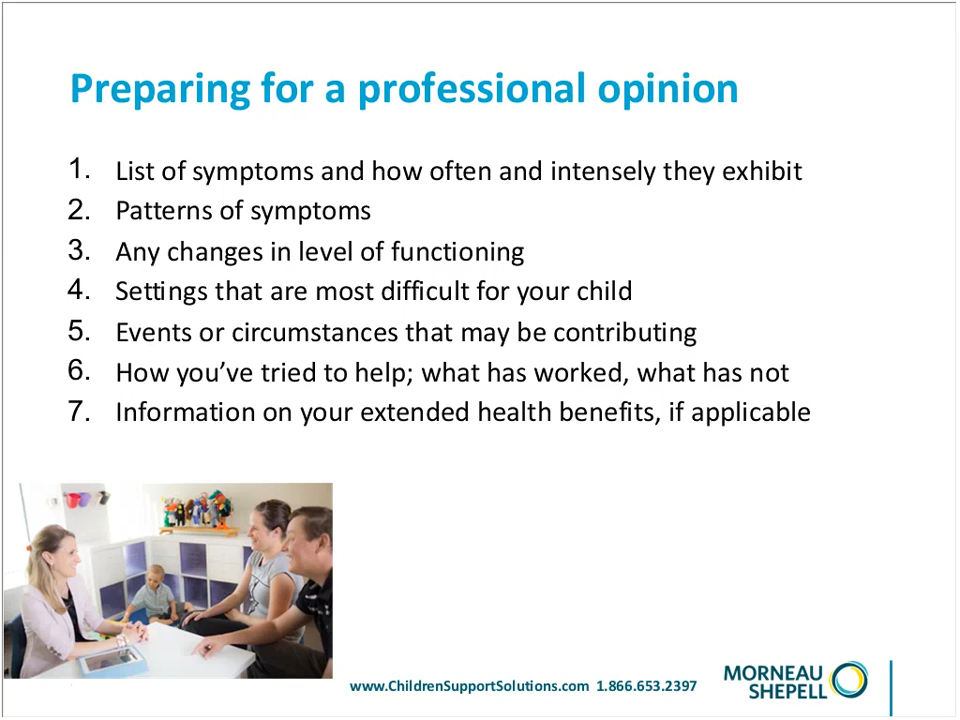 Preparing for a professional opinion
1. List of symptoms and how often and intensely they exhibit
2. Patterns of symptoms
3. Any changes in level of functioning
4. Settings that are most difficult for your child
5. Events or circumstances that may be contributing
6. How you’ve tried to help; what has worked, what has not
7. Information on your extended health benefits, if applicable
www.ChildrenSupportSolutions.com 1.866.653.2397
MORNEAU
SHEPELL